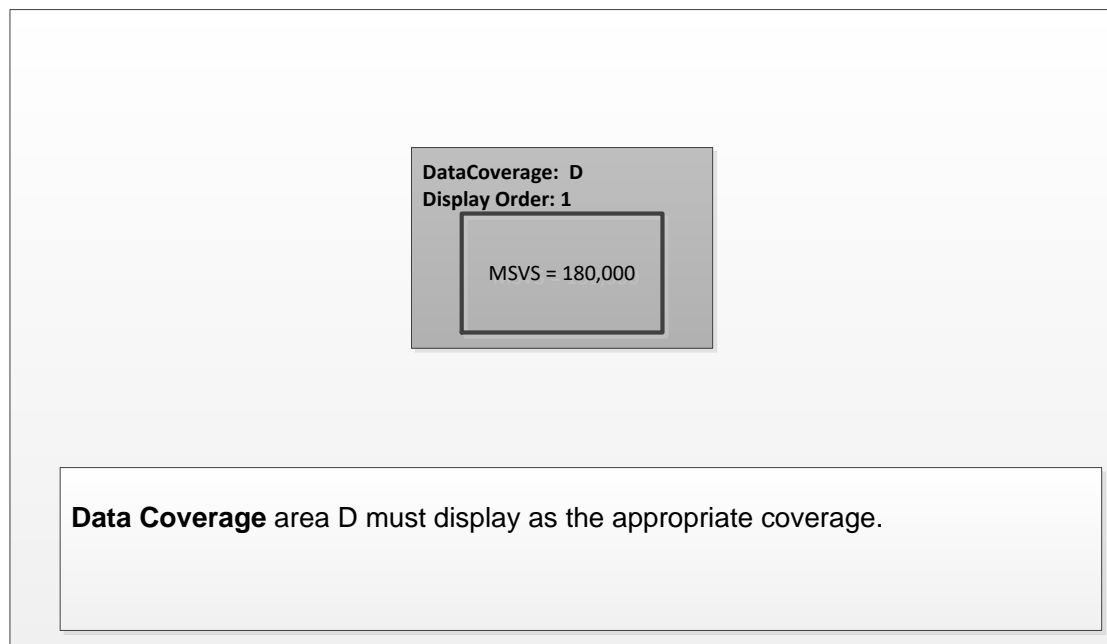 DataCoverage:  D
Display Order: 1
MSVS = 180,000
Data Coverage area D must display as the appropriate coverage.